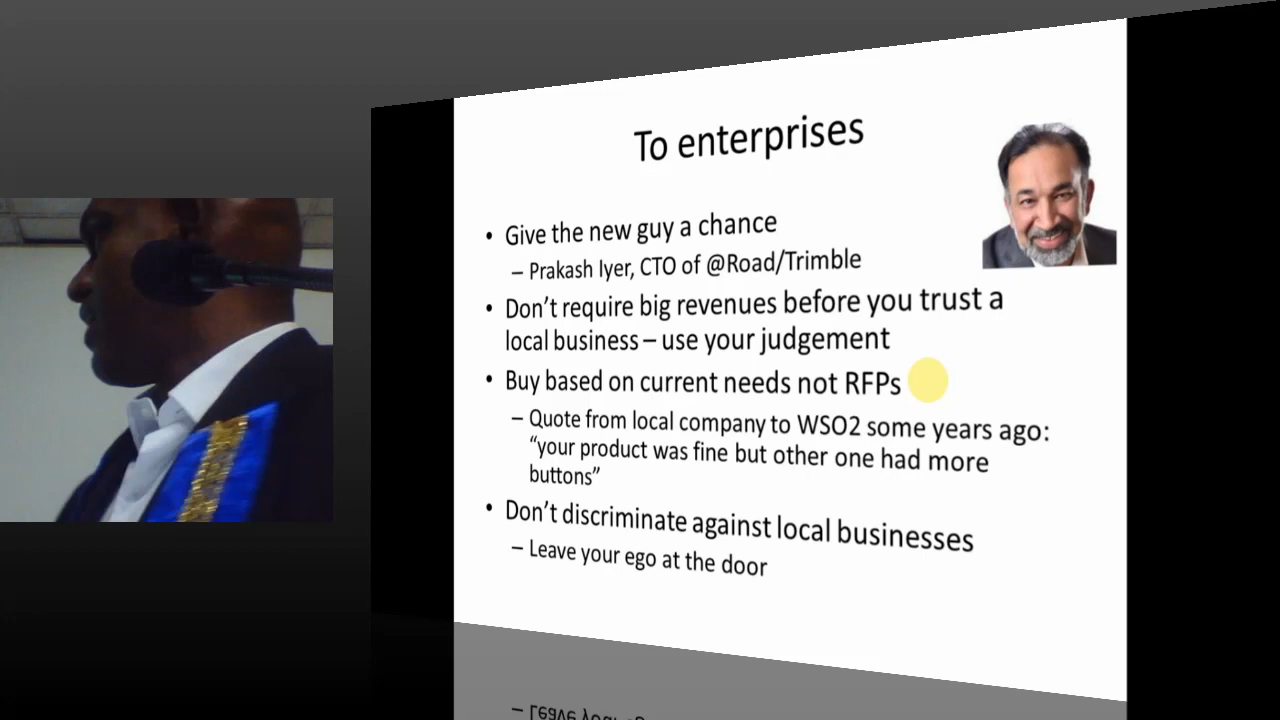 To enterprises
• Give the new guy a chance
– Prakash Iyer, CTO of @Road/Trimble
• Don't require big revenues before you trust a
local business – use your judgement
• Buy based on current needs not RFPs
– Quote from local company to WSO2 some years ago:
“your product was fine but other one had more
buttons”
• Don't discriminate against local businesses
– Leave your ego at the door